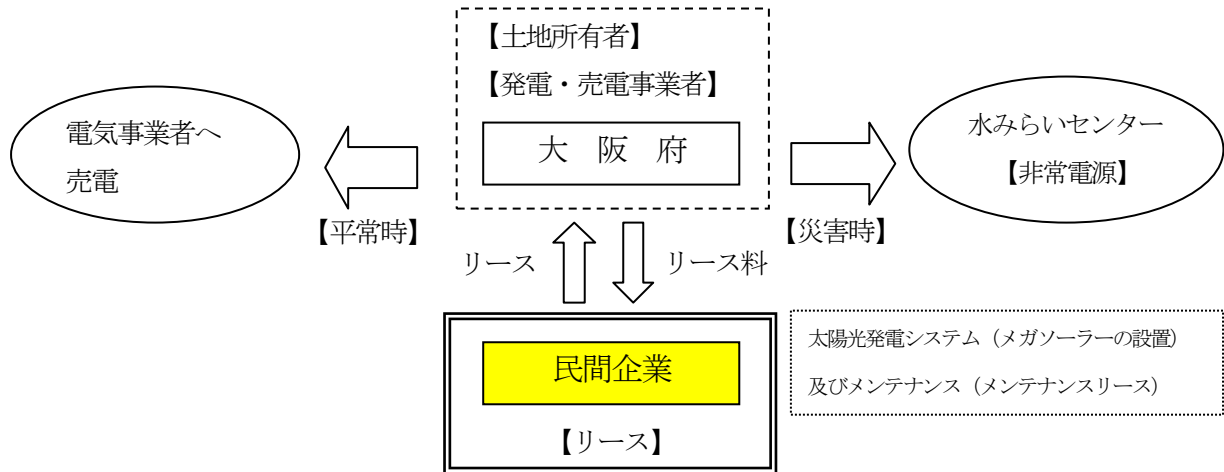 【土地所有者】
【発電・売電事業者】
大 阪 府
電気事業者へ
売電
水みらいセンター
【非常電源】
【平常時】
【災害時】
リース
リース料
民間企業
【リース】
太陽光発電システム(メガソーラーの設置)
及びメンテナンス(メンテナンスリース)